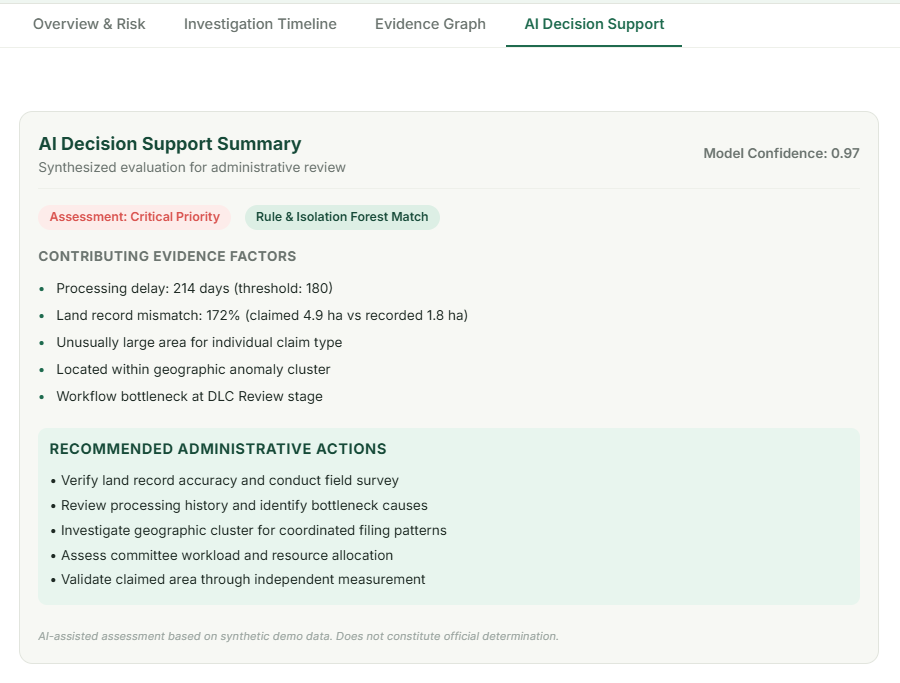 Overview & Risk Investigation Timeline Evidence Graph AI Decision Support
AI Decision Support Summary
Synthesized evaluation for administrative review
Model Confidence: 0.97
Assessment: Critical Priority Rule & Isolation Forest Match
CONTRIBUTING EVIDENCE FACTORS
• Processing delay: 214 days (threshold: 180)
• Land record mismatch: 172% (claimed 4.9 ha vs recorded 1.8 ha)
• Unusually large area for individual claim type
• Located within geographic anomaly cluster
• Workflow bottleneck at DLC Review stage
RECOMMENDED ADMINISTRATIVE ACTIONS
• Verify land record accuracy and conduct field survey
• Review processing history and identify bottleneck causes
• Investigate geographic cluster for coordinated filing patterns
• Assess committee workload and resource allocation
• Validate claimed area through independent measurement
AI-assisted assessment based on synthetic demo data. Does not constitute official determination.